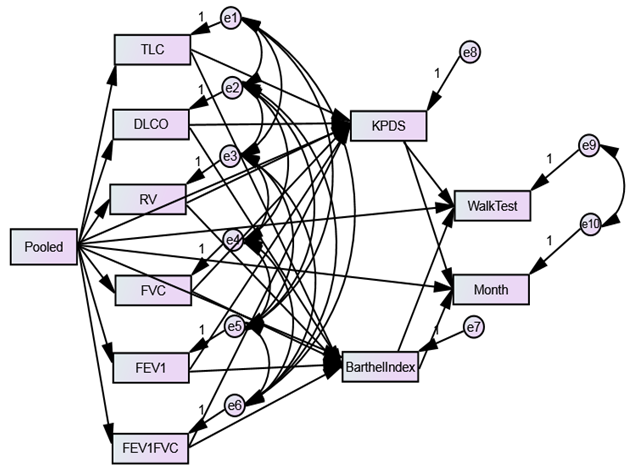 1
e1
TLC
e8
1
1
e2
DLCO
KPDS
1
e3
1
e9
RV
WalkTest
1
e4
1
e10
Pooled
FVC
Month
1
e5
1
e7
FEV1
BarthelIndex
1
e6
FEV1FVC